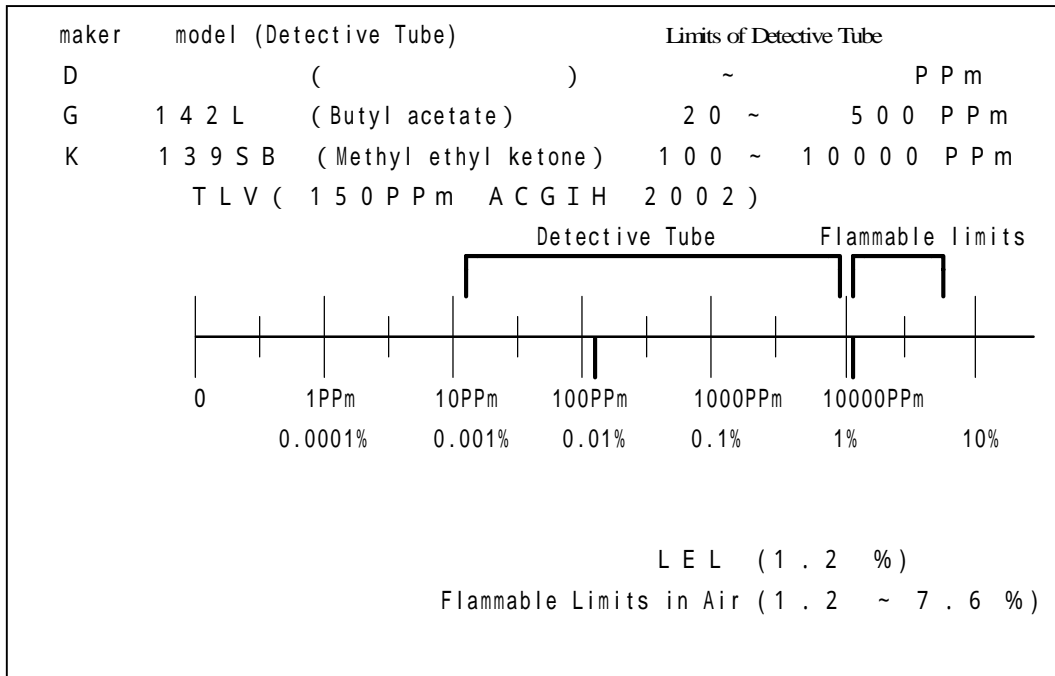 maker model (Detective Tube) Limits of Detective Tube
D ( ) ~ PPm
G 142L (Butyl acetate) 20 ~ 500 PPm
K 139SB (Methyl ethyl ketone) 100 ~ 10000 PPm
TLV( 150PPm ACGIH 2002)
Detective Tube Flammable limits
0 1PPm 10PPm 100PPm 1000PPm 10000PPm
0.0001% 0.001% 0.01% 0.1% 1% 10%
LEL (1.2 %)
Flammable Limits in Air (1.2 ~ 7.6 %)